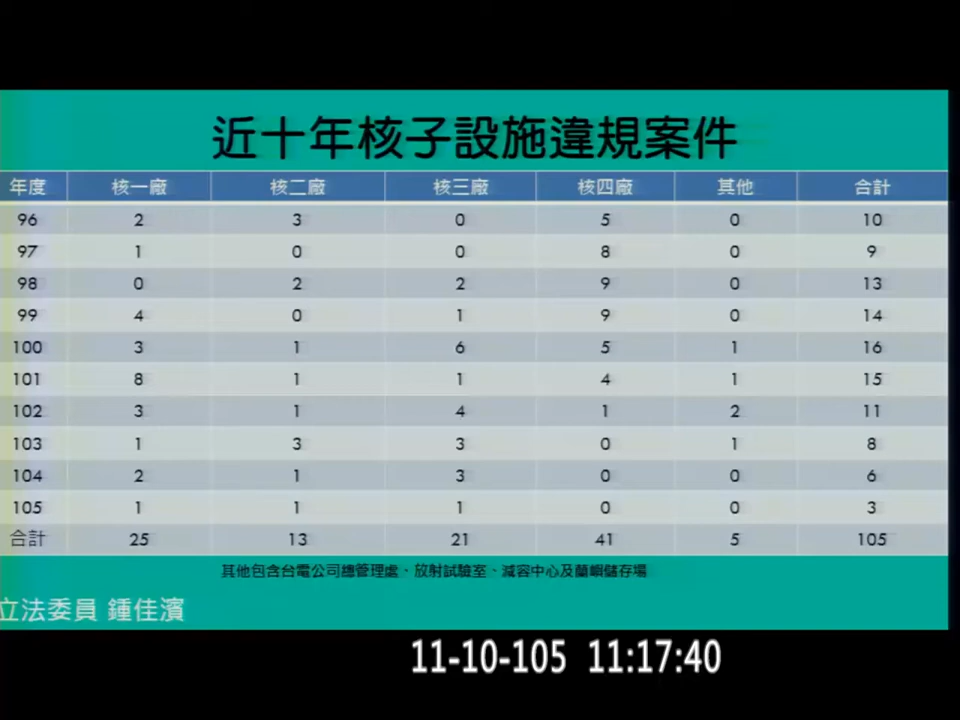 近十年核子設施違規案件
年度 核一廠 核二廠 核三廠 核四廠 其他 合計
96 2 3 0 5 0 10
97 1 0 0 8 0 9
98 0 2 2 9 0 13
99 4 0 1 9 0 14
100 3 1 6 5 1 16
101 8 1 1 4 1 15
102 3 1 4 1 2 11
103 1 3 3 0 1 8
104 2 1 3 0 0 6
105 1 1 1 0 0 3
合計 25 13 21 41 5 105
其他包含台電公司總管理處、放射試驗室、減容中心及蘭嶼儲存場
立法委員 鍾佳濱
11-10-105 11:17:40